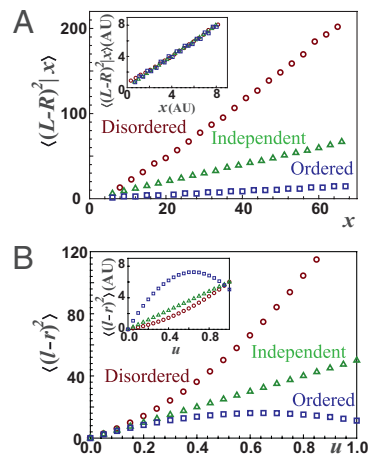 A
⟨(L-R)²|x⟩
200
100
0
0
20
40
60
x
Disordered
Independent
Ordered
⟨(L-R)²|x⟩(AU)
8
4
0
0
4
8
x(AU)
B
⟨(l-r)²⟩
120
80
40
0
0.0
0.2
0.4
0.6
0.8
1.0
u
Disordered
Independent
Ordered
⟨(l-r)²⟩(AU)
8
4
0
0.0
0.4
0.8
u